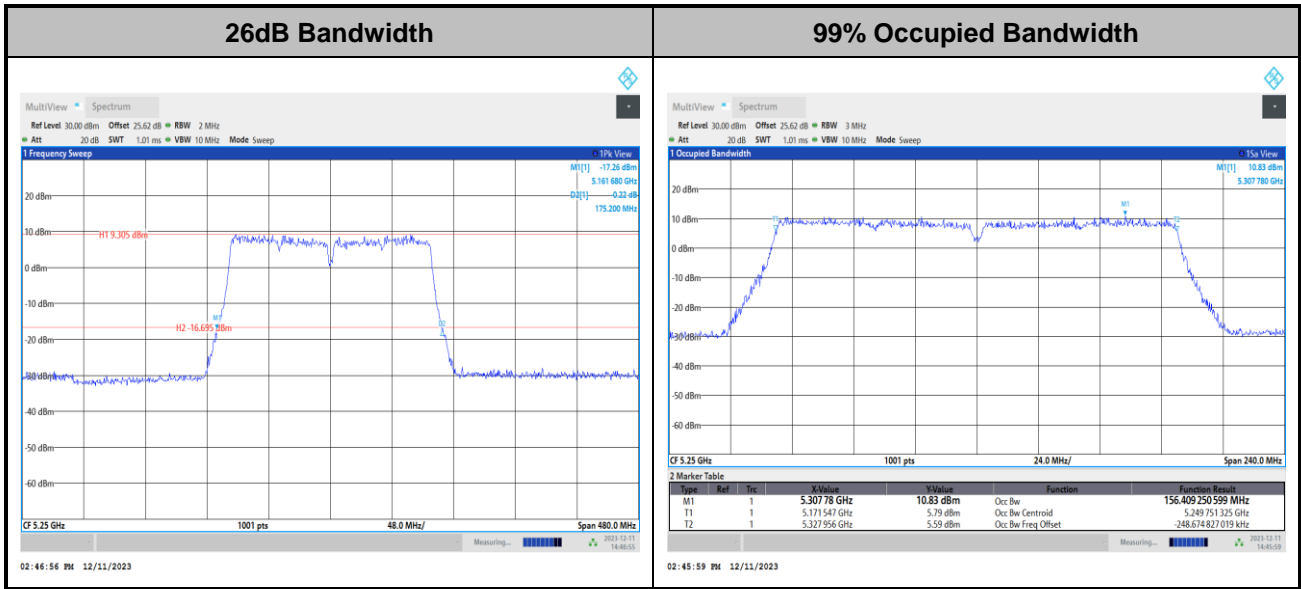 26dB Bandwidth
99% Occupied Bandwidth
MultiView Spectrum
Ref Level 30.00 dBm Offset 25.62 dB RBW 2 MHz
Att 20 dB SWT 1.01 ms VBW 10 MHz Mode Sweep
1 Frequency Sweep 1Pk View
M1[1] -17.26 dBm
5.161 680 GHz
D2[1] -0.22 dB
175.200 MHz
20 dBm
10 dBm
H1 9.305 dBm
0 dBm
-10 dBm
M1
D2
H2 -16.695 dBm
-20 dBm
-30 dBm
-40 dBm
-50 dBm
-60 dBm
CF 5.25 GHz 1001 pts 48.0 MHz/ Span 480.0 MHz
Measuring... 2023-12-11
14:46:55
02:46:56 PM 12/11/2023
MultiView Spectrum
Ref Level 30.00 dBm Offset 25.62 dB RBW 3 MHz
Att 20 dB SWT 1.01 ms VBW 10 MHz Mode Sweep
1 Occupied Bandwidth 1Sa View
M1[1] 10.83 dBm
5.307 780 GHz
20 dBm
M1
10 dBm
T1
T2
0 dBm
-10 dBm
-20 dBm
-30 dBm
-40 dBm
-50 dBm
-60 dBm
CF 5.25 GHz 1001 pts 24.0 MHz/ Span 240.0 MHz
2 Marker Table
Type Ref Trc X-Value Y-Value Function Function Result
M1 1 5.307 78 GHz 10.83 dBm Occ Bw 156.409 250 599 MHz
T1 1 5.171 547 GHz 5.79 dBm Occ Bw Centroid 5.249 751 325 GHz
T2 1 5.327 956 GHz 5.59 dBm Occ Bw Freq Offset -248.674 827 019 kHz
Measuring... 2023-12-11
14:45:59
02:45:59 PM 12/11/2023